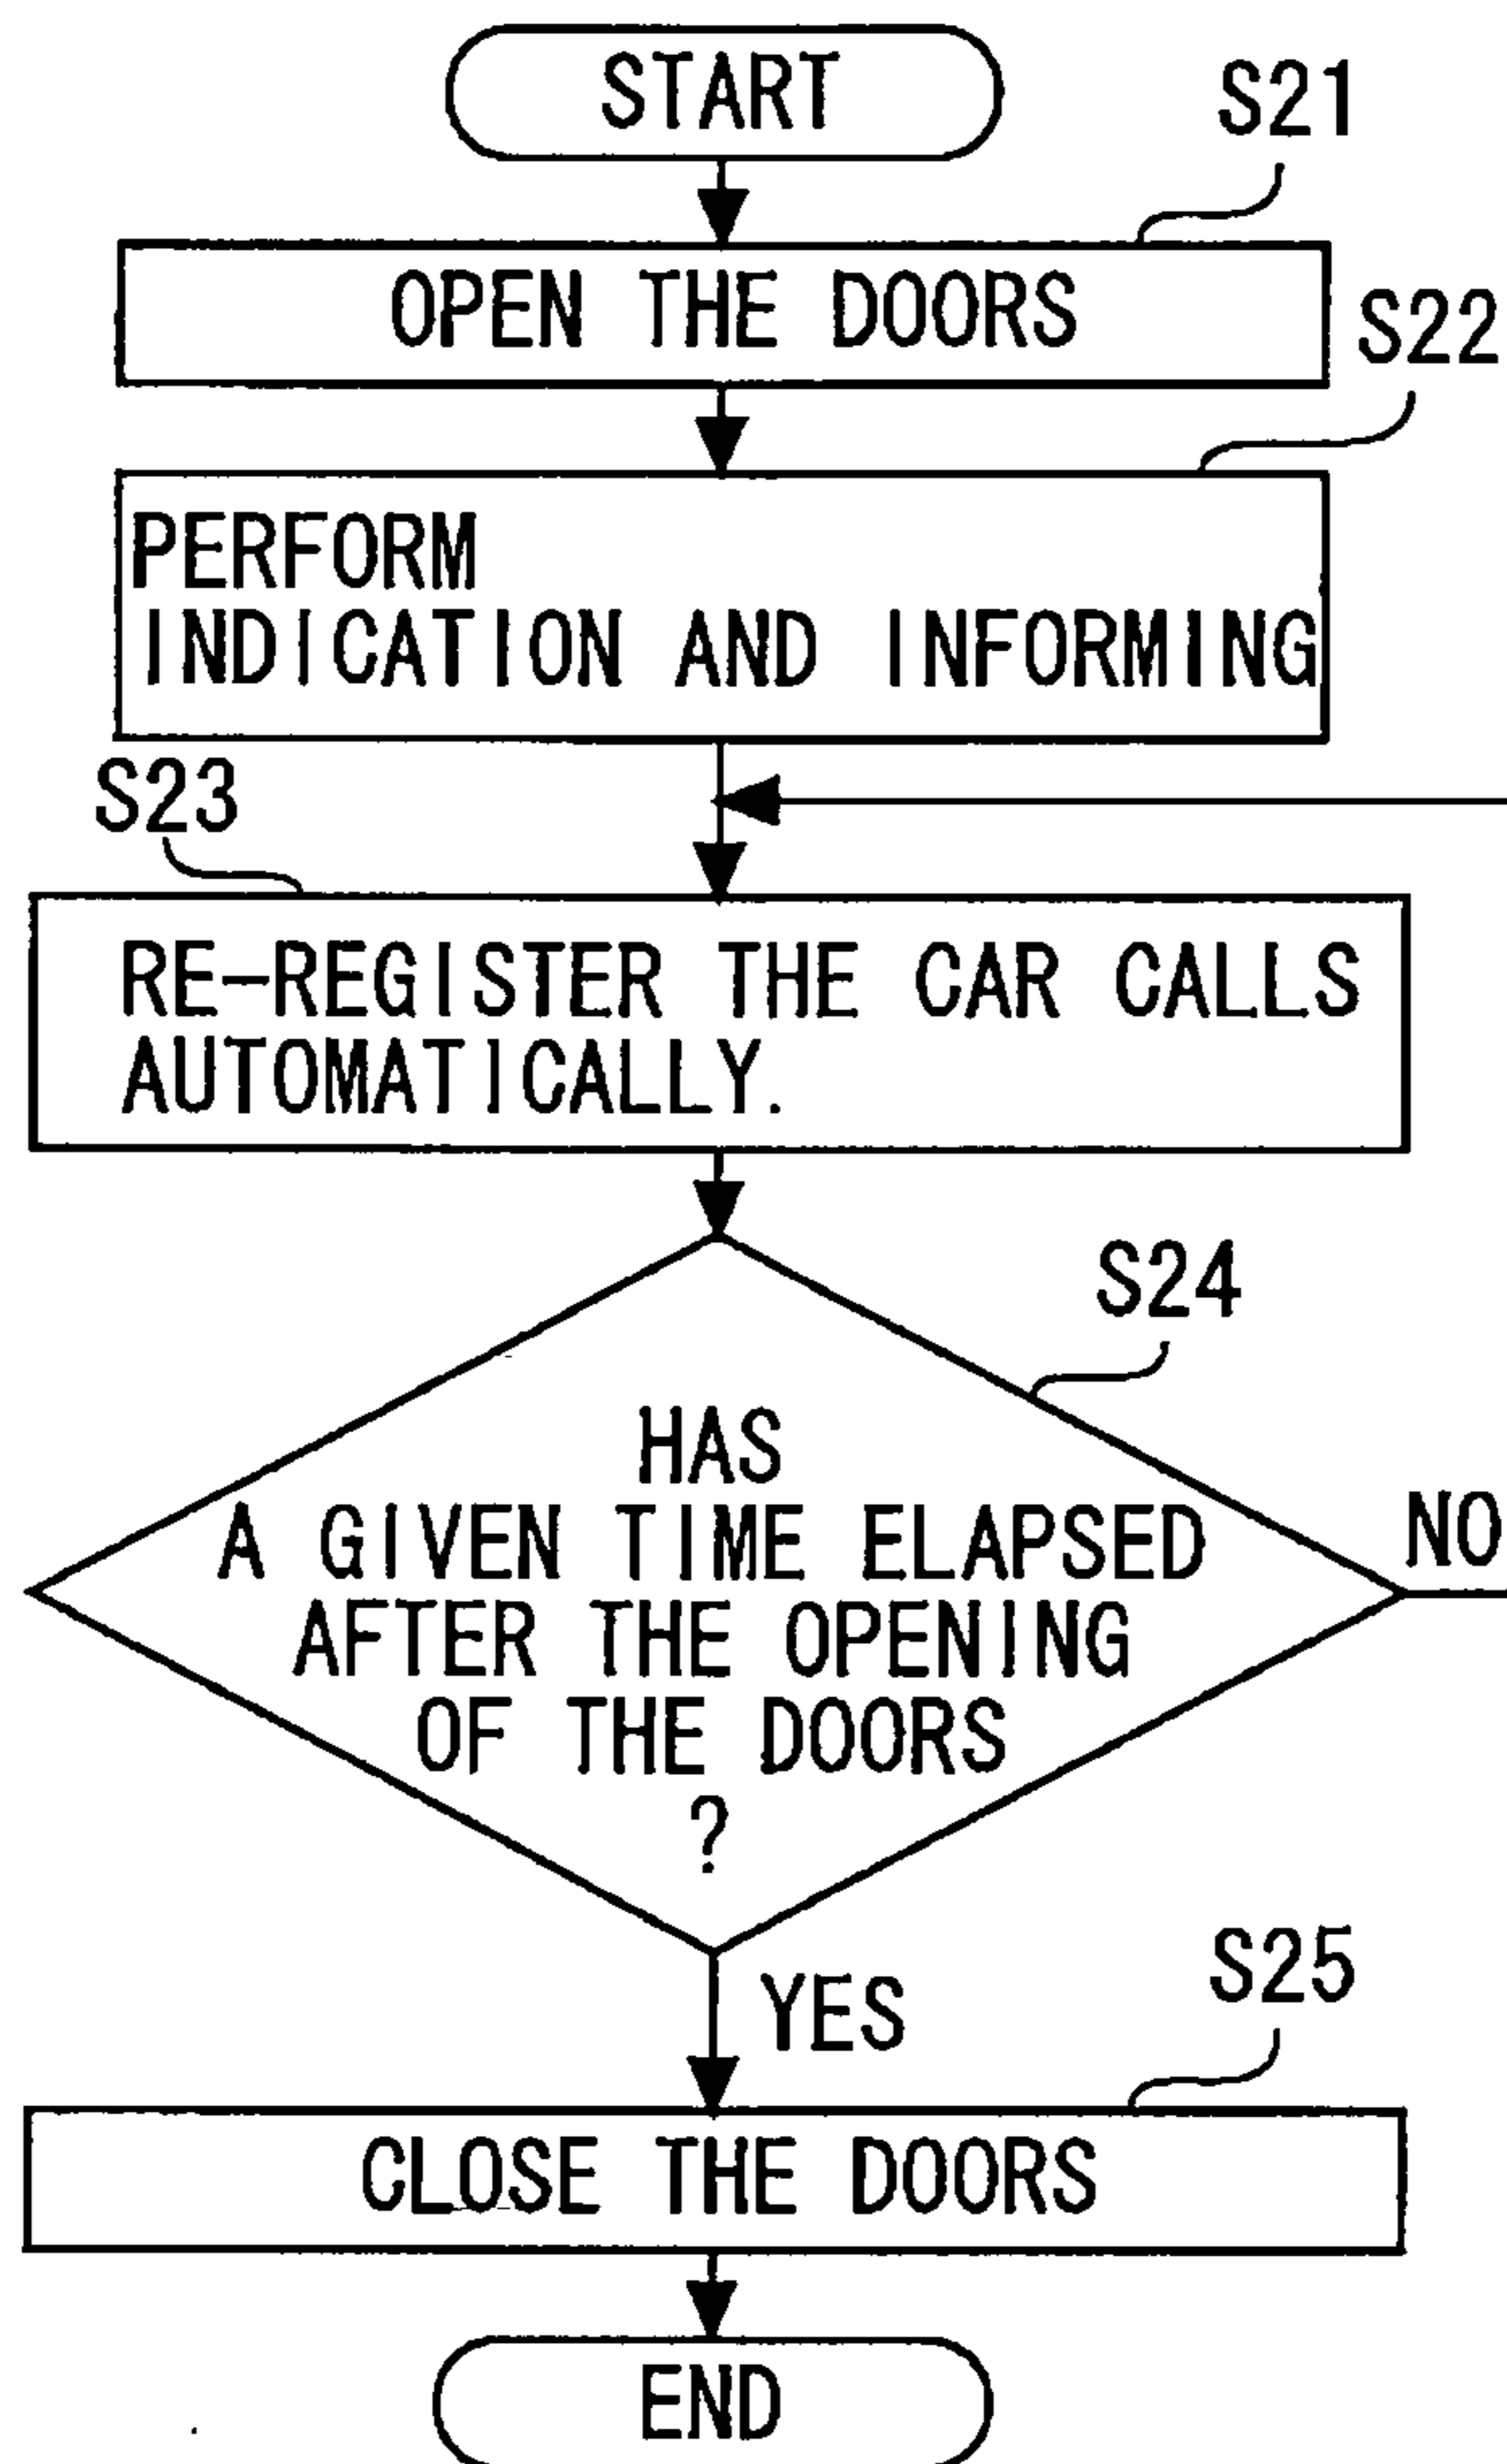 START
S21
OPEN THE DOORS
S22
PERFORM
INDICATION AND INFORMING
S23
RE-REGISTER THE CAR CALLS
AUTOMATICALLY.
S24
HAS
A GIVEN TIME ELAPSED
AFTER THE OPENING
OF THE DOORS
?
NO
YES
S25
CLOSE THE DOORS
END